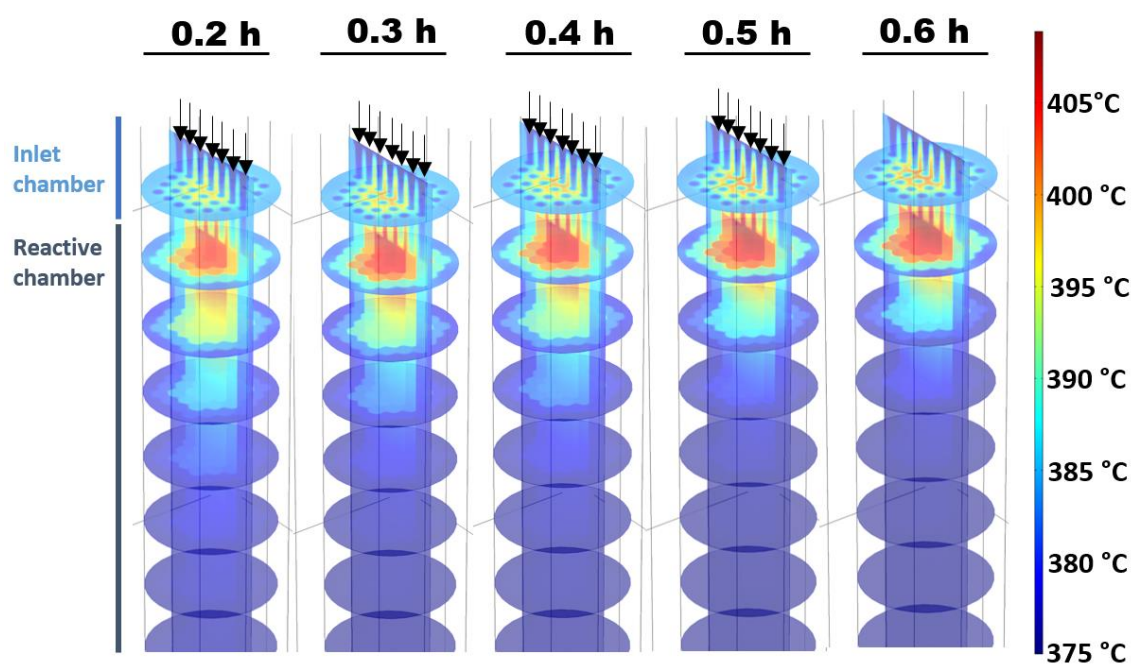 0.2 h
0.3 h
0.4 h
0.5 h
0.6 h
Inlet
chamber
Reactive
chamber
405°C
400 °C
395 °C
390 °C
385 °C
380 °C
375 °C